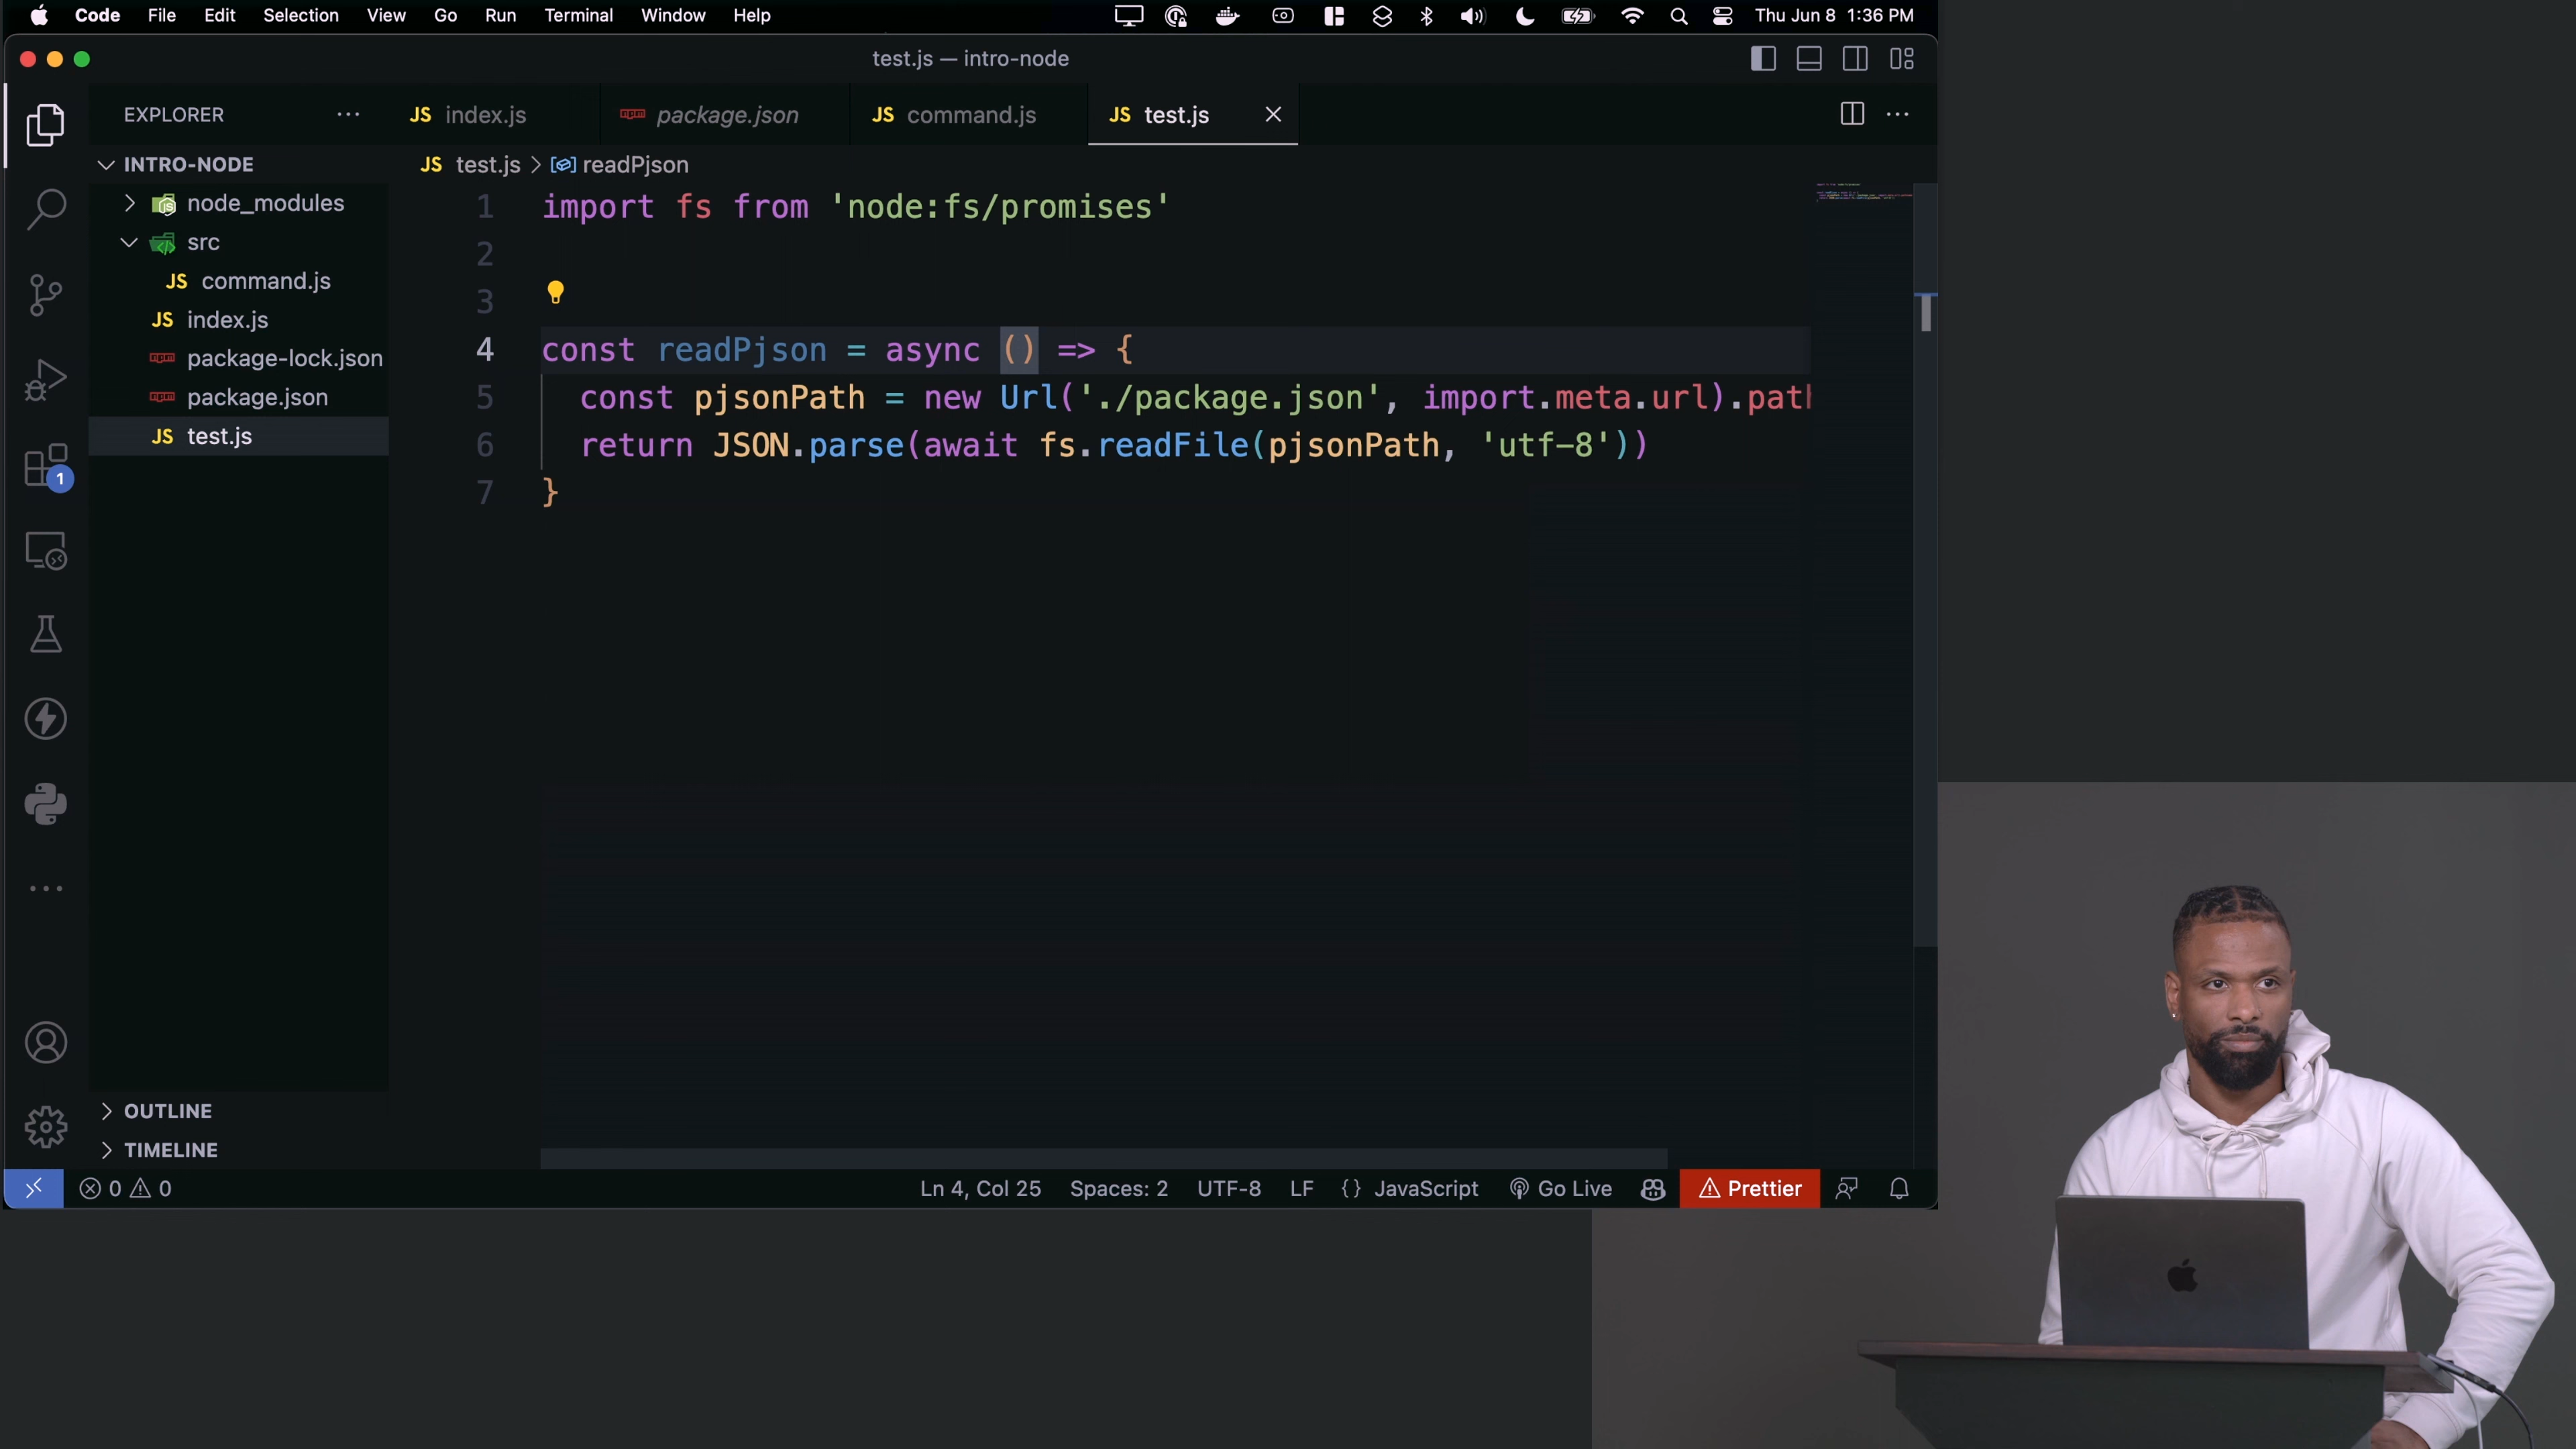 Code File Edit Selection View Go Run Terminal Window Help Thu Jun 8 1:36 PM
test.js — intro-node
EXPLORER ... JS index.js npm package.json JS command.js JS test.js
INTRO-NODE
JS test.js > readPjson
node_modules
src
JS command.js
JS index.js
npm package-lock.json
npm package.json
JS test.js
1 import fs from 'node:fs/promises'
2
3
4 const readPjson = async () => {
5 const pjsonPath = new Url('./package.json', import.meta.url).path
6 return JSON.parse(await fs.readFile(pjsonPath, 'utf-8'))
7 }
1
OUTLINE
TIMELINE
0 0 Ln 4, Col 25 Spaces: 2 UTF-8 LF {} JavaScript Go Live Prettier